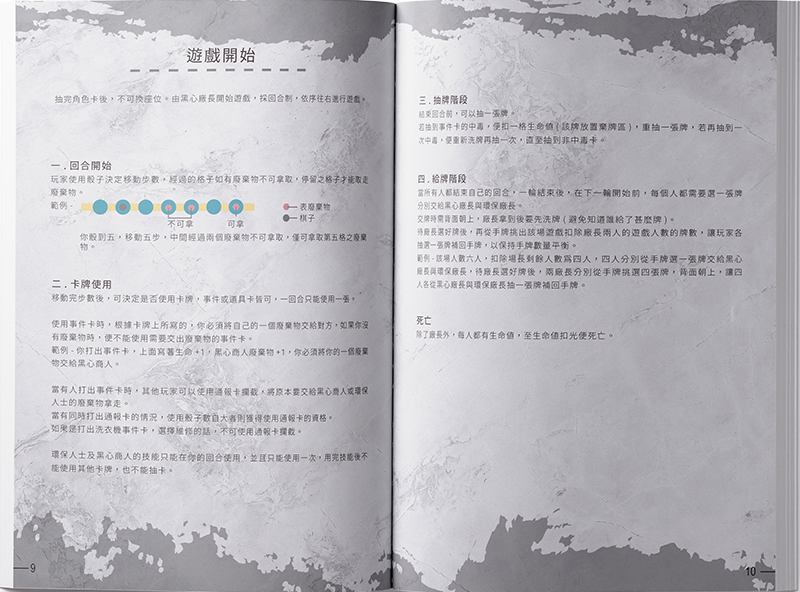 遊戲開始
抽完角色卡後，不可換座位。由黑心廠長開始遊戲，採回合制，依序往右進行遊戲。
一 . 回合開始
玩家使用骰子決定移動步數，經過的格子如有廢棄物不可拿取，停留之格子才能取走
廢棄物。
範例 -
不可拿
可拿
表廢棄物
棋子
你骰到五，移動五步，中間經過兩個廢棄物不可拿取，僅可拿取第五格之廢棄
物。
二 . 卡牌使用
移動完步數後，可決定是否使用卡牌，事件或道具卡皆可，一回合只能使用一張。
使用事件卡時，根據卡牌上所寫的，你必須將自己的一個廢棄物交給對方，如果你沒
有廢棄物時，便不能使用需要交出廢棄物的事件卡。
範例 - 你打出事件卡，上面寫著生命 +1，黑心商人廢棄物 +1，你必須將你的一個廢棄
物交給黑心商人。
當有人打出事件卡時，其他玩家可以使用通報卡攔截，將原本要交給黑心商人或環保
人士的廢棄物拿走。
當有同時打出通報卡的情況，使用骰子數自大者則獲得使用通報卡的資格。
如果是打出洗衣機事件卡，選擇維修的話，不可使用通報卡攔截。
環保人士及黑心商人的技能只能在你的回合使用，並且只能使用一次，用完技能後不
能使用其他卡牌，也不能抽卡。
9
三 . 抽牌階段
結束回合前，可以抽一張牌。
若抽到事件卡的中毒，便扣一格生命值 ( 該牌放置棄牌區 )，重抽一張牌，若再抽到一
次中毒，便重新洗牌再抽一次，直至抽到非中毒卡。
四 . 給牌階段
當所有人都結束自己的回合，一輪結束後，在下一輪開始前，每個人都需要選一張牌
分別交給黑心廠長與環保廠長。
交牌時需背面朝上，廠長拿到後要先洗牌 ( 避免知道誰給了甚麼牌 )。
待廠長選好牌後，再從手牌挑出該場遊戲扣除廠長兩人的遊戲人數的牌數，讓玩家各
抽選一張牌補回手牌，以保持手牌數量平衡。
範例 - 該場人數六人，扣除場長剩餘人數為四人，四人分別從手牌選一張牌交給黑心
廠長與環保廠長，待廠長選好牌後，兩廠長分別從手牌挑選四張牌，背面朝上，讓四
人各從黑心廠長與環保廠長抽一張牌補回手牌。
死亡
除了廠長外，每人都有生命值，至生命值扣光便死亡。
10